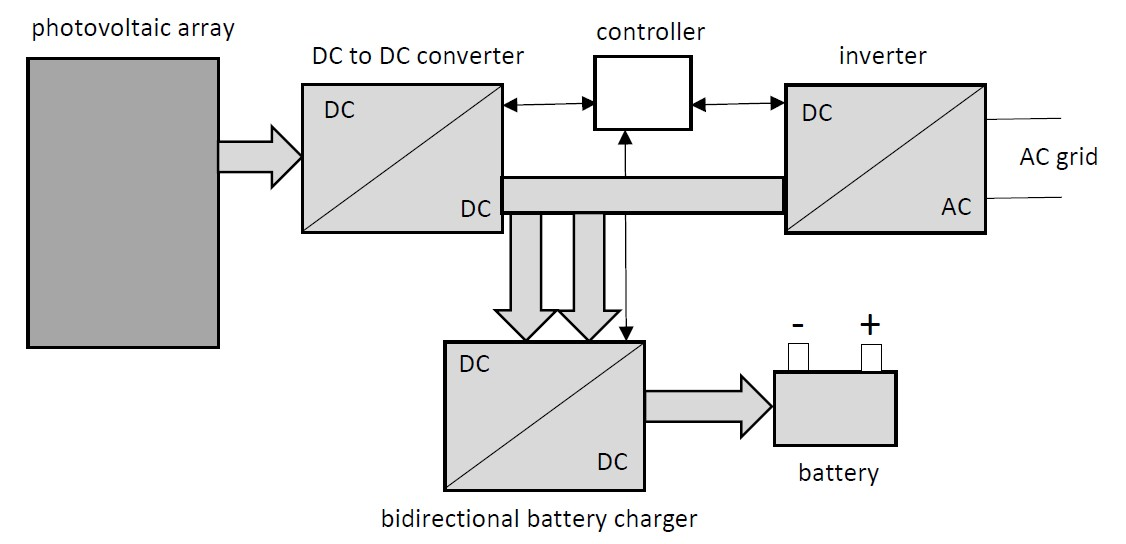 photovoltaic array
DC to DC converter
controller
inverter
DC
DC
DC
AC
AC grid
DC
DC
- +
battery
bidirectional battery charger